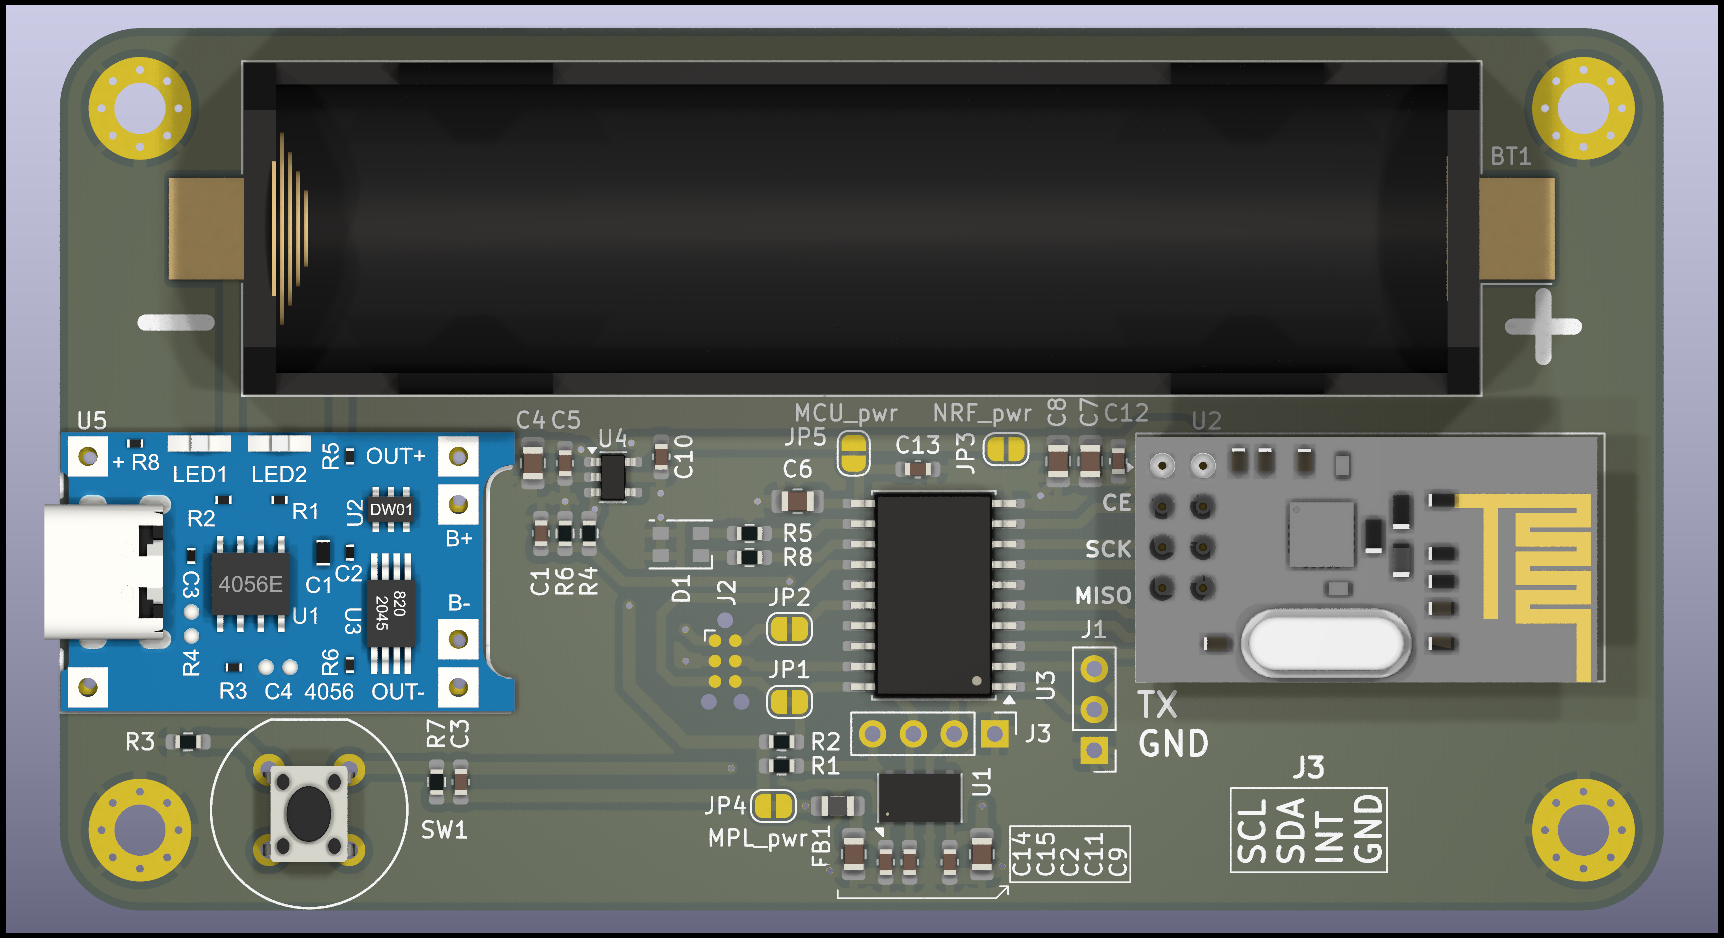 BT1
U5
C4 C5
U4
C10
MCU_pwr
NRF_pwr
JP5
C13
JP3
C8
C7
C12
U2
C6
+ R8
LED1
LED2
R5
OUT+
R2
R1
U2
DW01
B+
C3
4056E
C1
C2
U1
U3
820
2045
B-
R4
R3
C4
4056
R6
OUT-
C1
R6
R4
D1
R5
R8
J2
JP2
JP1
CE
SCK
MISO
J1
U3
TX
GND
J3
R3
R7
C3
SW1
R2
R1
JP4
MPL_pwr
FB1
U1
C14
C15
C2
C11
C9
J3
SCL
SDA
INT
GND